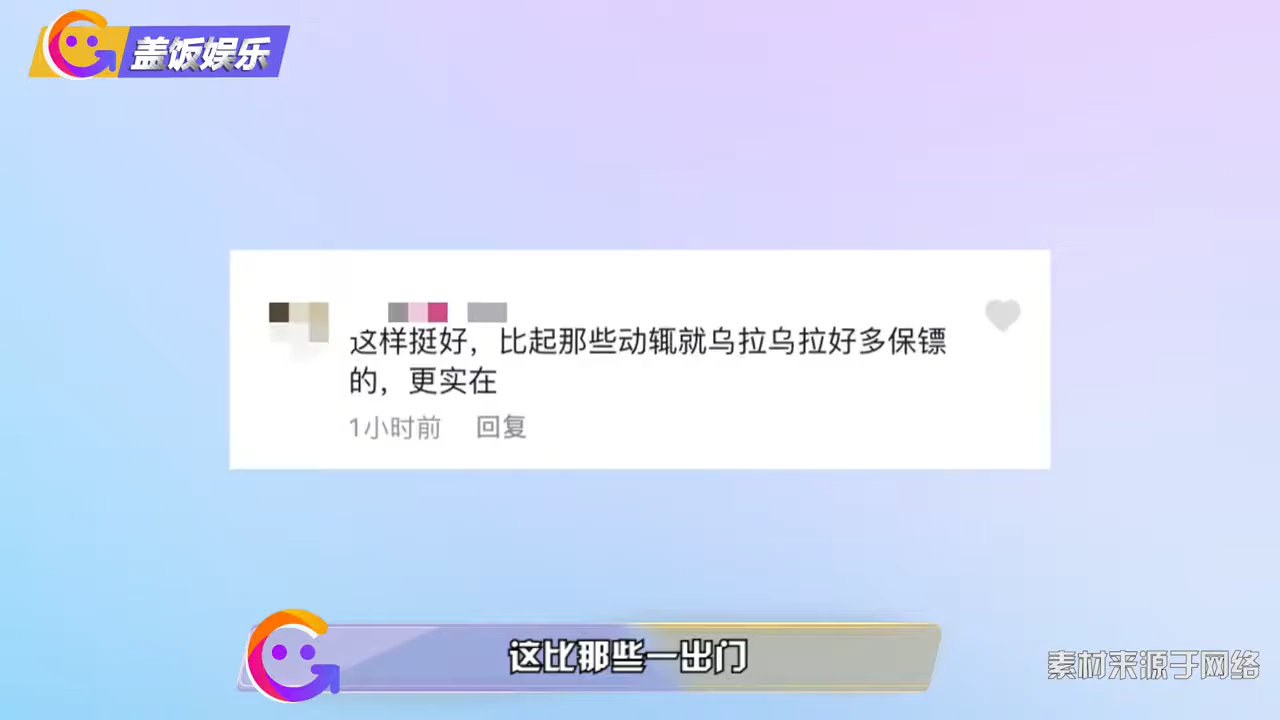 盖饭娱乐
这样挺好，比起那些动辄就乌拉乌拉好多保镖
的，更实在
1小时前 回复
这比那些一出门
素材来源于网络